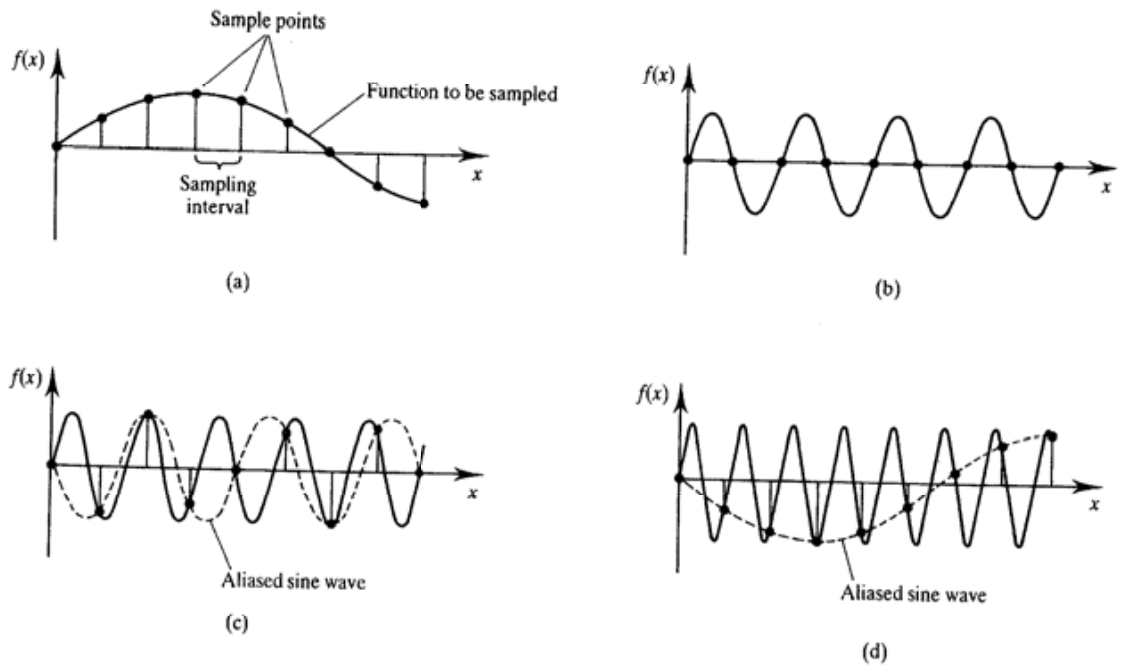 Sample points
f(x)
Function to be sampled
x
Sampling
interval
(a)
f(x)
x
(b)
f(x)
x
Aliased sine wave
(c)
f(x)
x
Aliased sine wave
(d)